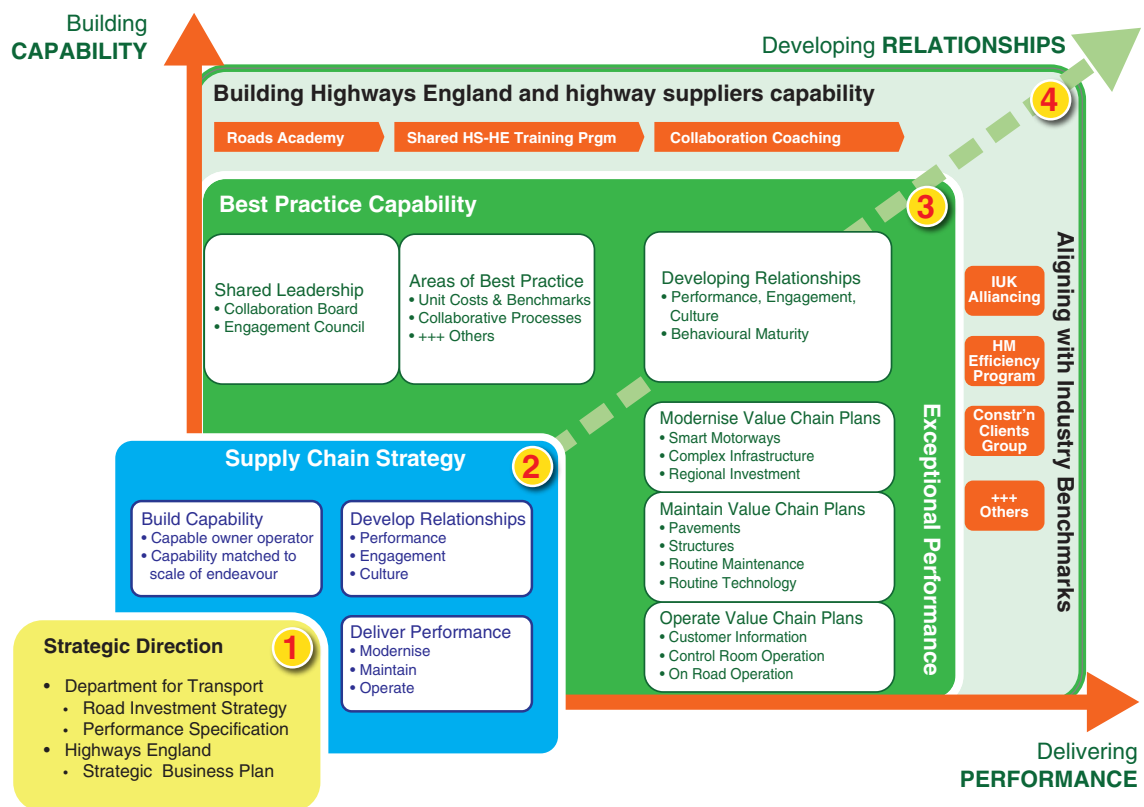 Building
CAPABILITY
Developing RELATIONSHIPS
4
Building Highways England and highway suppliers capability
Roads Academy
Shared HS-HE Training Prgm
Collaboration Coaching
Best Practice Capability
3
Shared Leadership
• Collaboration Board
• Engagement Council
Areas of Best Practice
• Unit Costs & Benchmarks
• Collaborative Processes
• +++ Others
Developing Relationships
• Performance, Engagement,
Culture
• Behavioural Maturity
Modernise Value Chain Plans
• Smart Motorways
• Complex Infrastructure
• Regional Investment
Maintain Value Chain Plans
• Pavements
• Structures
• Routine Maintenance
• Routine Technology
Operate Value Chain Plans
• Customer Information
• Control Room Operation
• On Road Operation
Exceptional Performance
IUK
Alliancing
HM
Efficiency
Program
Constr'n
Clients
Group
+++
Others
Aligning with Industry Benchmarks
Supply Chain Strategy
2
Build Capability
• Capable owner operator
• Capability matched to
scale of endeavour
Develop Relationships
• Performance
• Engagement
• Culture
Deliver Performance
• Modernise
• Maintain
• Operate
Strategic Direction
1
• Department for Transport
• Road Investment Strategy
• Performance Specification
• Highways England
• Strategic Business Plan
Delivering
PERFORMANCE